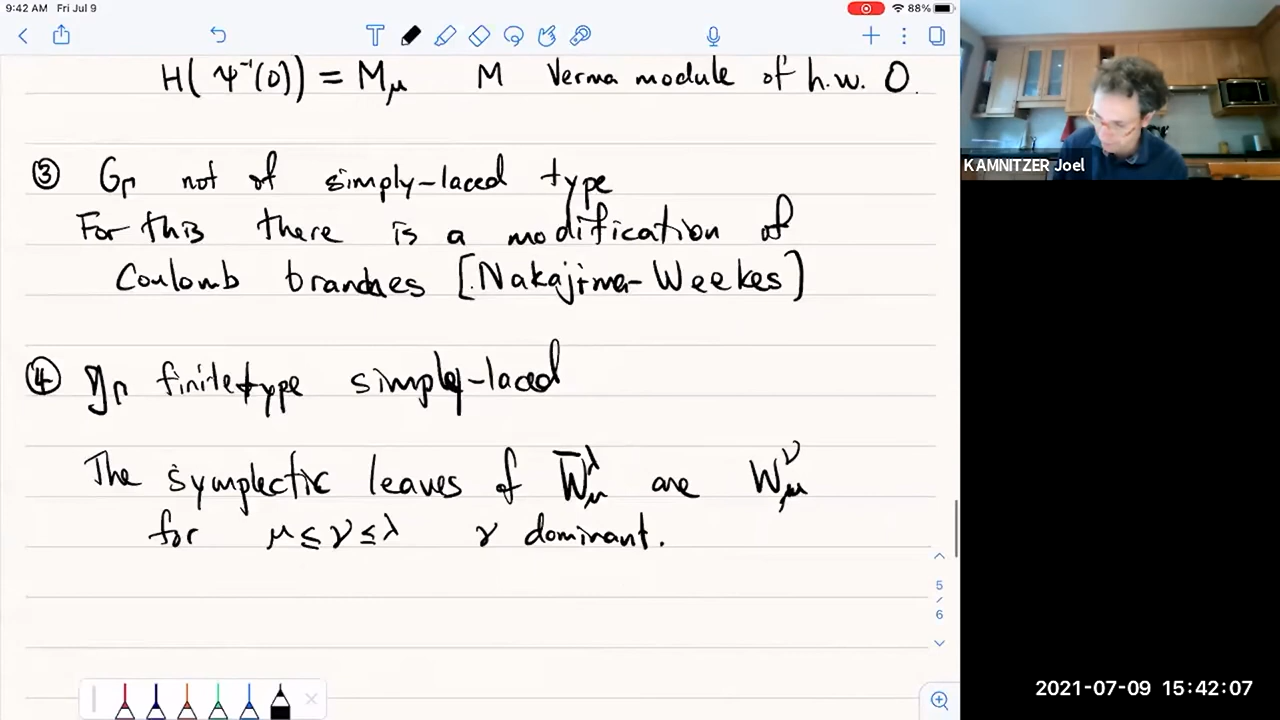 9:42 AM Fri Jul 9
88%
H(ψ⁻¹(0)) = M_μ M Verma module of h.w. 0.
KAMNITZER Joel
③ G_Γ not of simply-laced type
For this there is a modification of
Coulomb branches [Nakajima-Weekes]
④ 𝔤_Γ finite type simply-laced
The symplectic leaves of W̅^λ_μ are W^ν_μ
for μ ≤ ν ≤ λ ν dominant.
5
/
6
2021-07-09 15:42:07